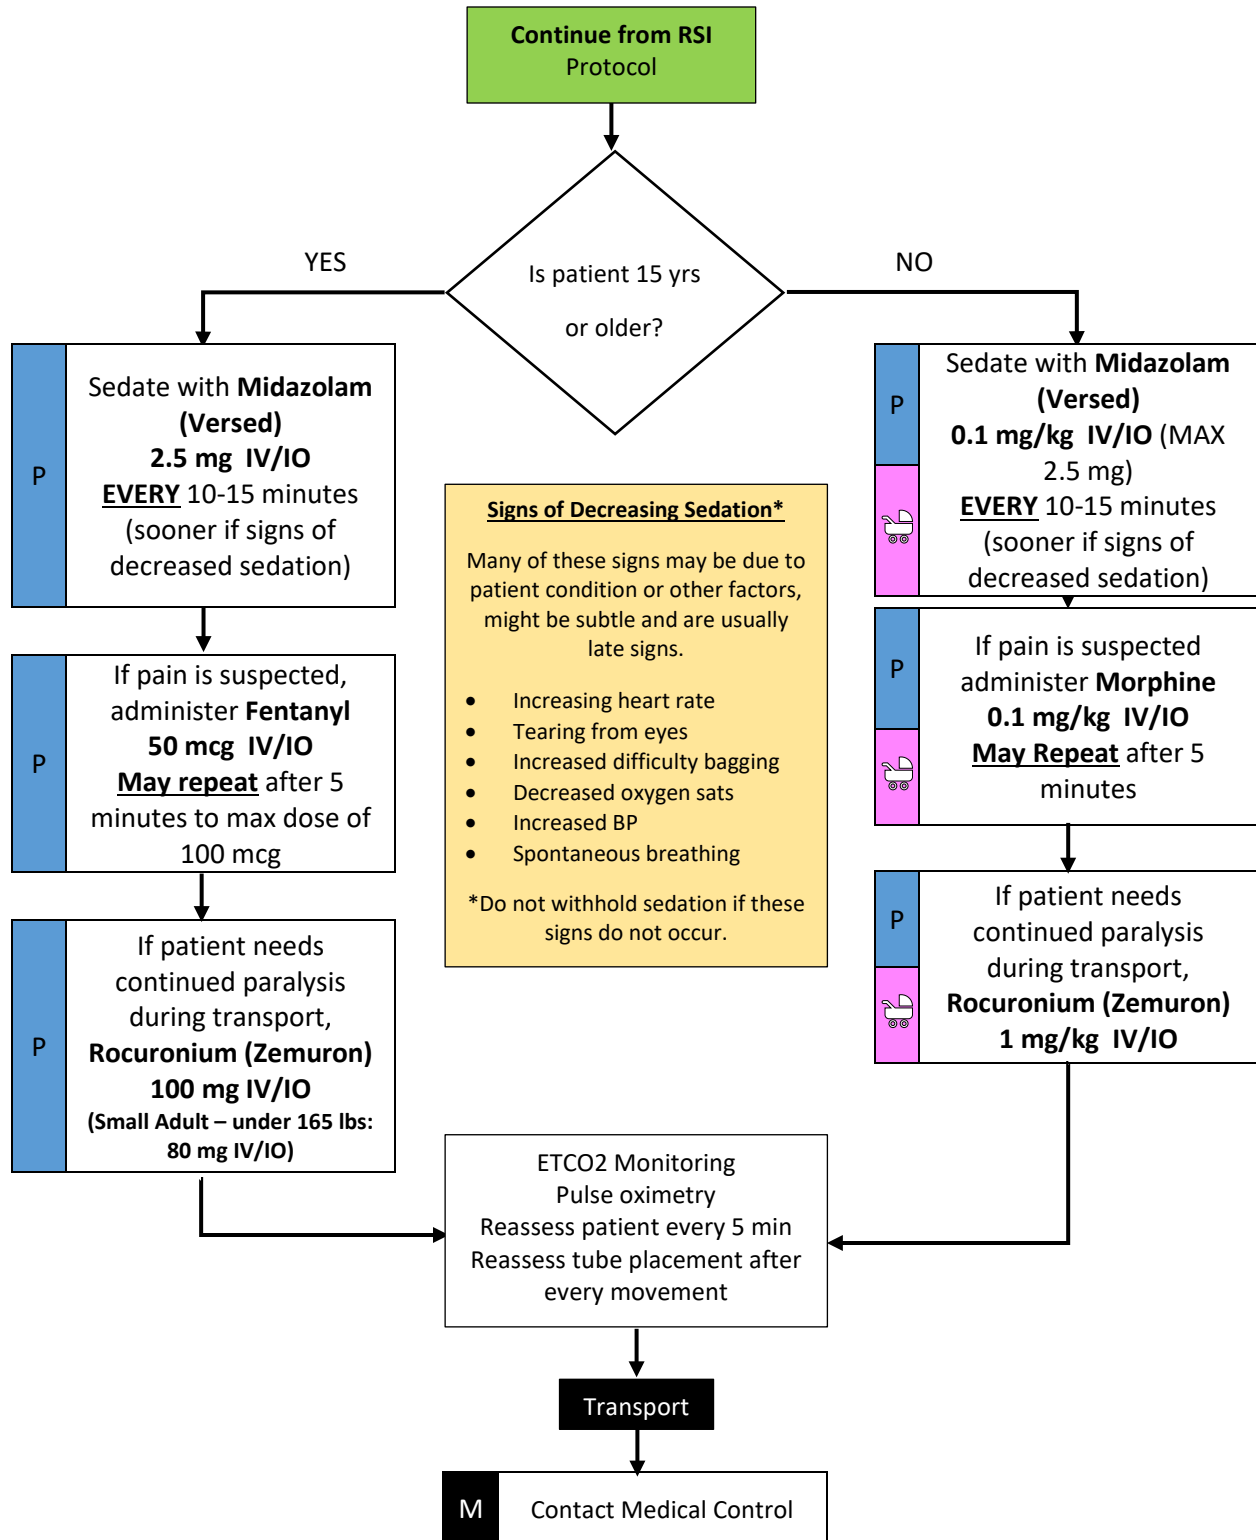 Continue from RSI
Protocol
Is patient 15 yrs
or older?
YES
NO
P
Sedate with Midazolam
(Versed)
2.5 mg IV/IO
EVERY 10-15 minutes
(sooner if signs of
decreased sedation)
P
If pain is suspected,
administer Fentanyl
50 mcg IV/IO
May repeat after 5
minutes to max dose of
100 mcg
P
If patient needs
continued paralysis
during transport,
Rocuronium (Zemuron)
100 mg IV/IO
(Small Adult – under 165 lbs:
80 mg IV/IO)
Signs of Decreasing Sedation*
Many of these signs may be due to
patient condition or other factors,
might be subtle and are usually
late signs.
• Increasing heart rate
• Tearing from eyes
• Increased difficulty bagging
• Decreased oxygen sats
• Increased BP
• Spontaneous breathing
*Do not withhold sedation if these
signs do not occur.
P
Sedate with Midazolam
(Versed)
0.1 mg/kg IV/IO (MAX
2.5 mg)
EVERY 10-15 minutes
(sooner if signs of
decreased sedation)
P
If pain is suspected
administer Morphine
0.1 mg/kg IV/IO
May Repeat after 5
minutes
P
If patient needs
continued paralysis
during transport,
Rocuronium (Zemuron)
1 mg/kg IV/IO
ETCO2 Monitoring
Pulse oximetry
Reassess patient every 5 min
Reassess tube placement after
every movement
Transport
M
Contact Medical Control